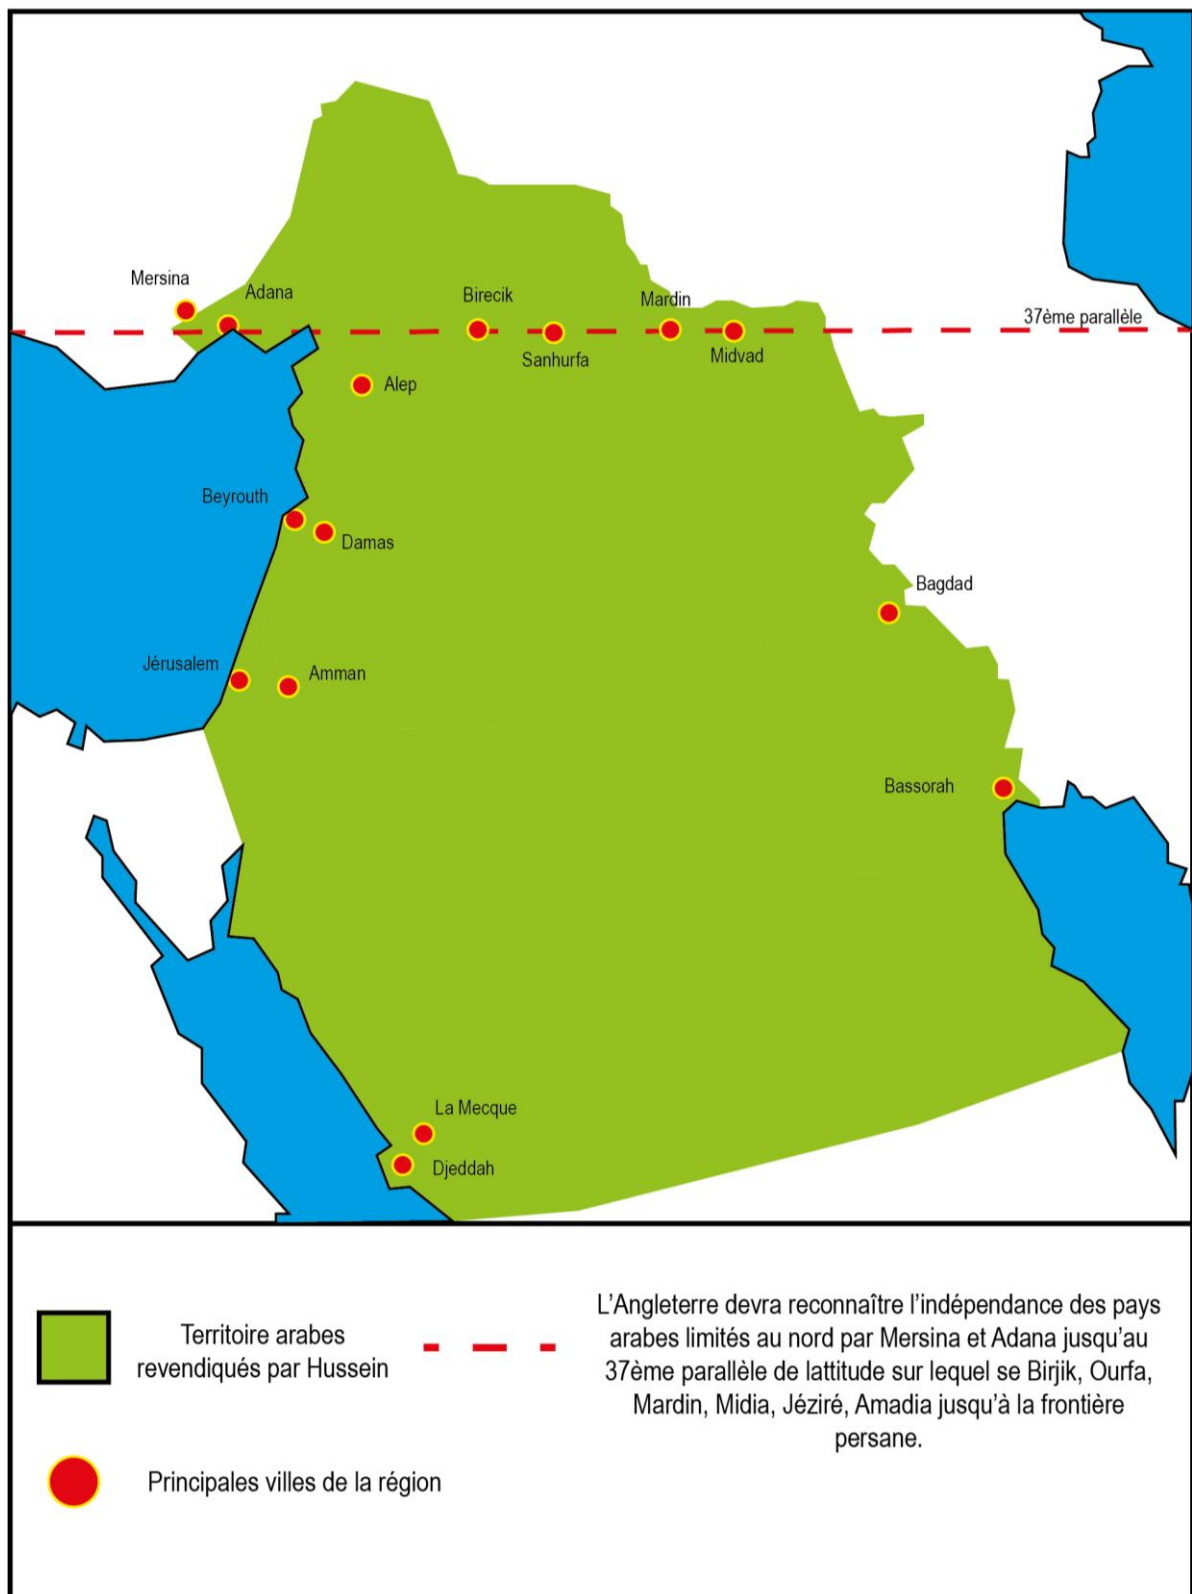 Mersina
Adana
Birecik
Mardin
37ème parallèle
Sanhurfa
Midvad
Alep
Beyrouth
Damas
Bagdad
Jérusalem
Amman
Bassorah
La Mecque
Djeddah
Territoire arabes
revendiqués par Hussein
L'Angleterre devra reconnaître l'indépendance des pays
arabes limités au nord par Mersina et Adana jusqu'au
37ème parallèle de lattitude sur lequel se Birjik, Ourfa,
Mardin, Midia, Jéziré, Amadia jusqu'à la frontière
persane.
Principales villes de la région